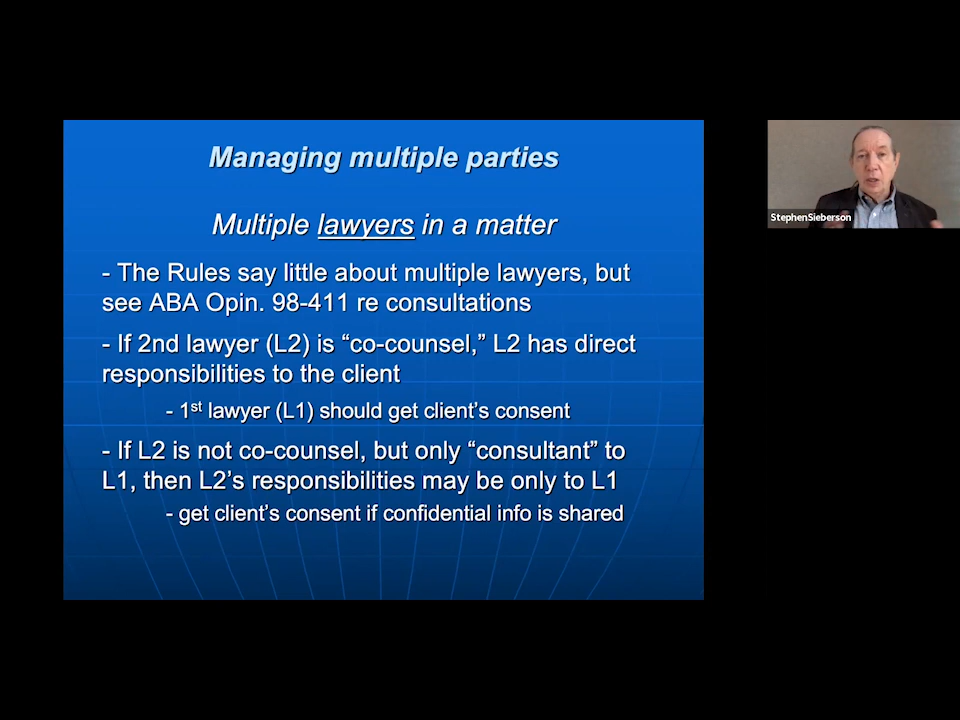 Managing multiple parties
Multiple lawyers in a matter
- The Rules say little about multiple lawyers, but
see ABA Opin. 98-411 re consultations
- If 2nd lawyer (L2) is “co-counsel,” L2 has direct
responsibilities to the client
- 1st lawyer (L1) should get client’s consent
- If L2 is not co-counsel, but only “consultant” to
L1, then L2’s responsibilities may be only to L1
- get client’s consent if confidential info is shared
StephenSieberson